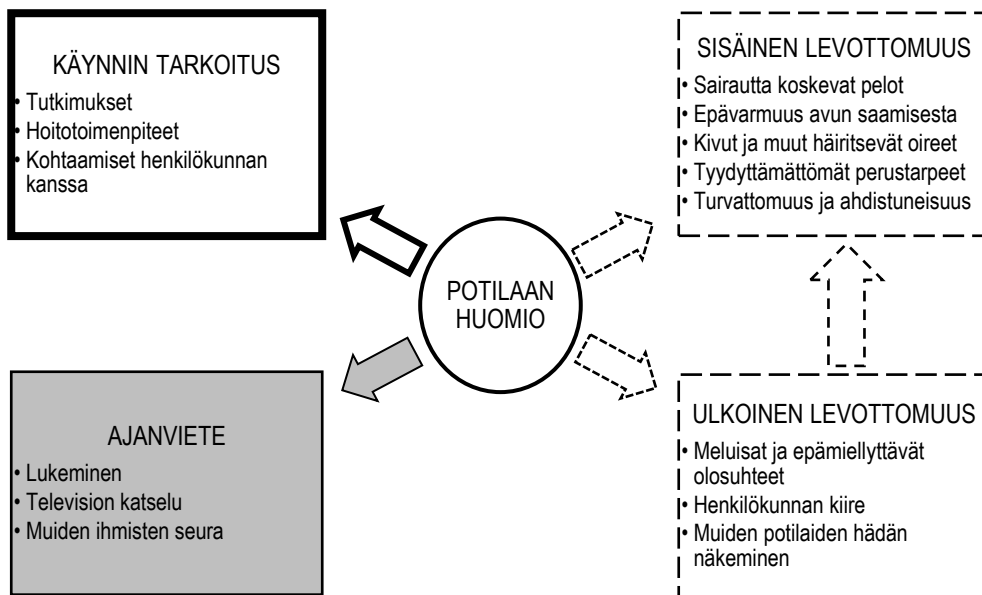 KÄYNNIN TARKOITUS
• Tutkimukset
• Hoitotoimenpiteet
• Kohtaamiset henkilökunnan
kanssa
SISÄINEN LEVOTTOMUUS
• Sairautta koskevat pelot
• Epävarmuus avun saamisesta
• Kivut ja muut häiritsevät oireet
• Tyydyttämättömät perustarpeet
• Turvattomuus ja ahdistuneisuus
POTILAAN
HUOMIO
AJANVIETE
• Lukeminen
• Television katselu
• Muiden ihmisten seura
ULKOINEN LEVOTTOMUUS
• Meluisat ja epämiellyttävät
olosuhteet
• Henkilökunnan kiire
• Muiden potilaiden hädän
näkeminen